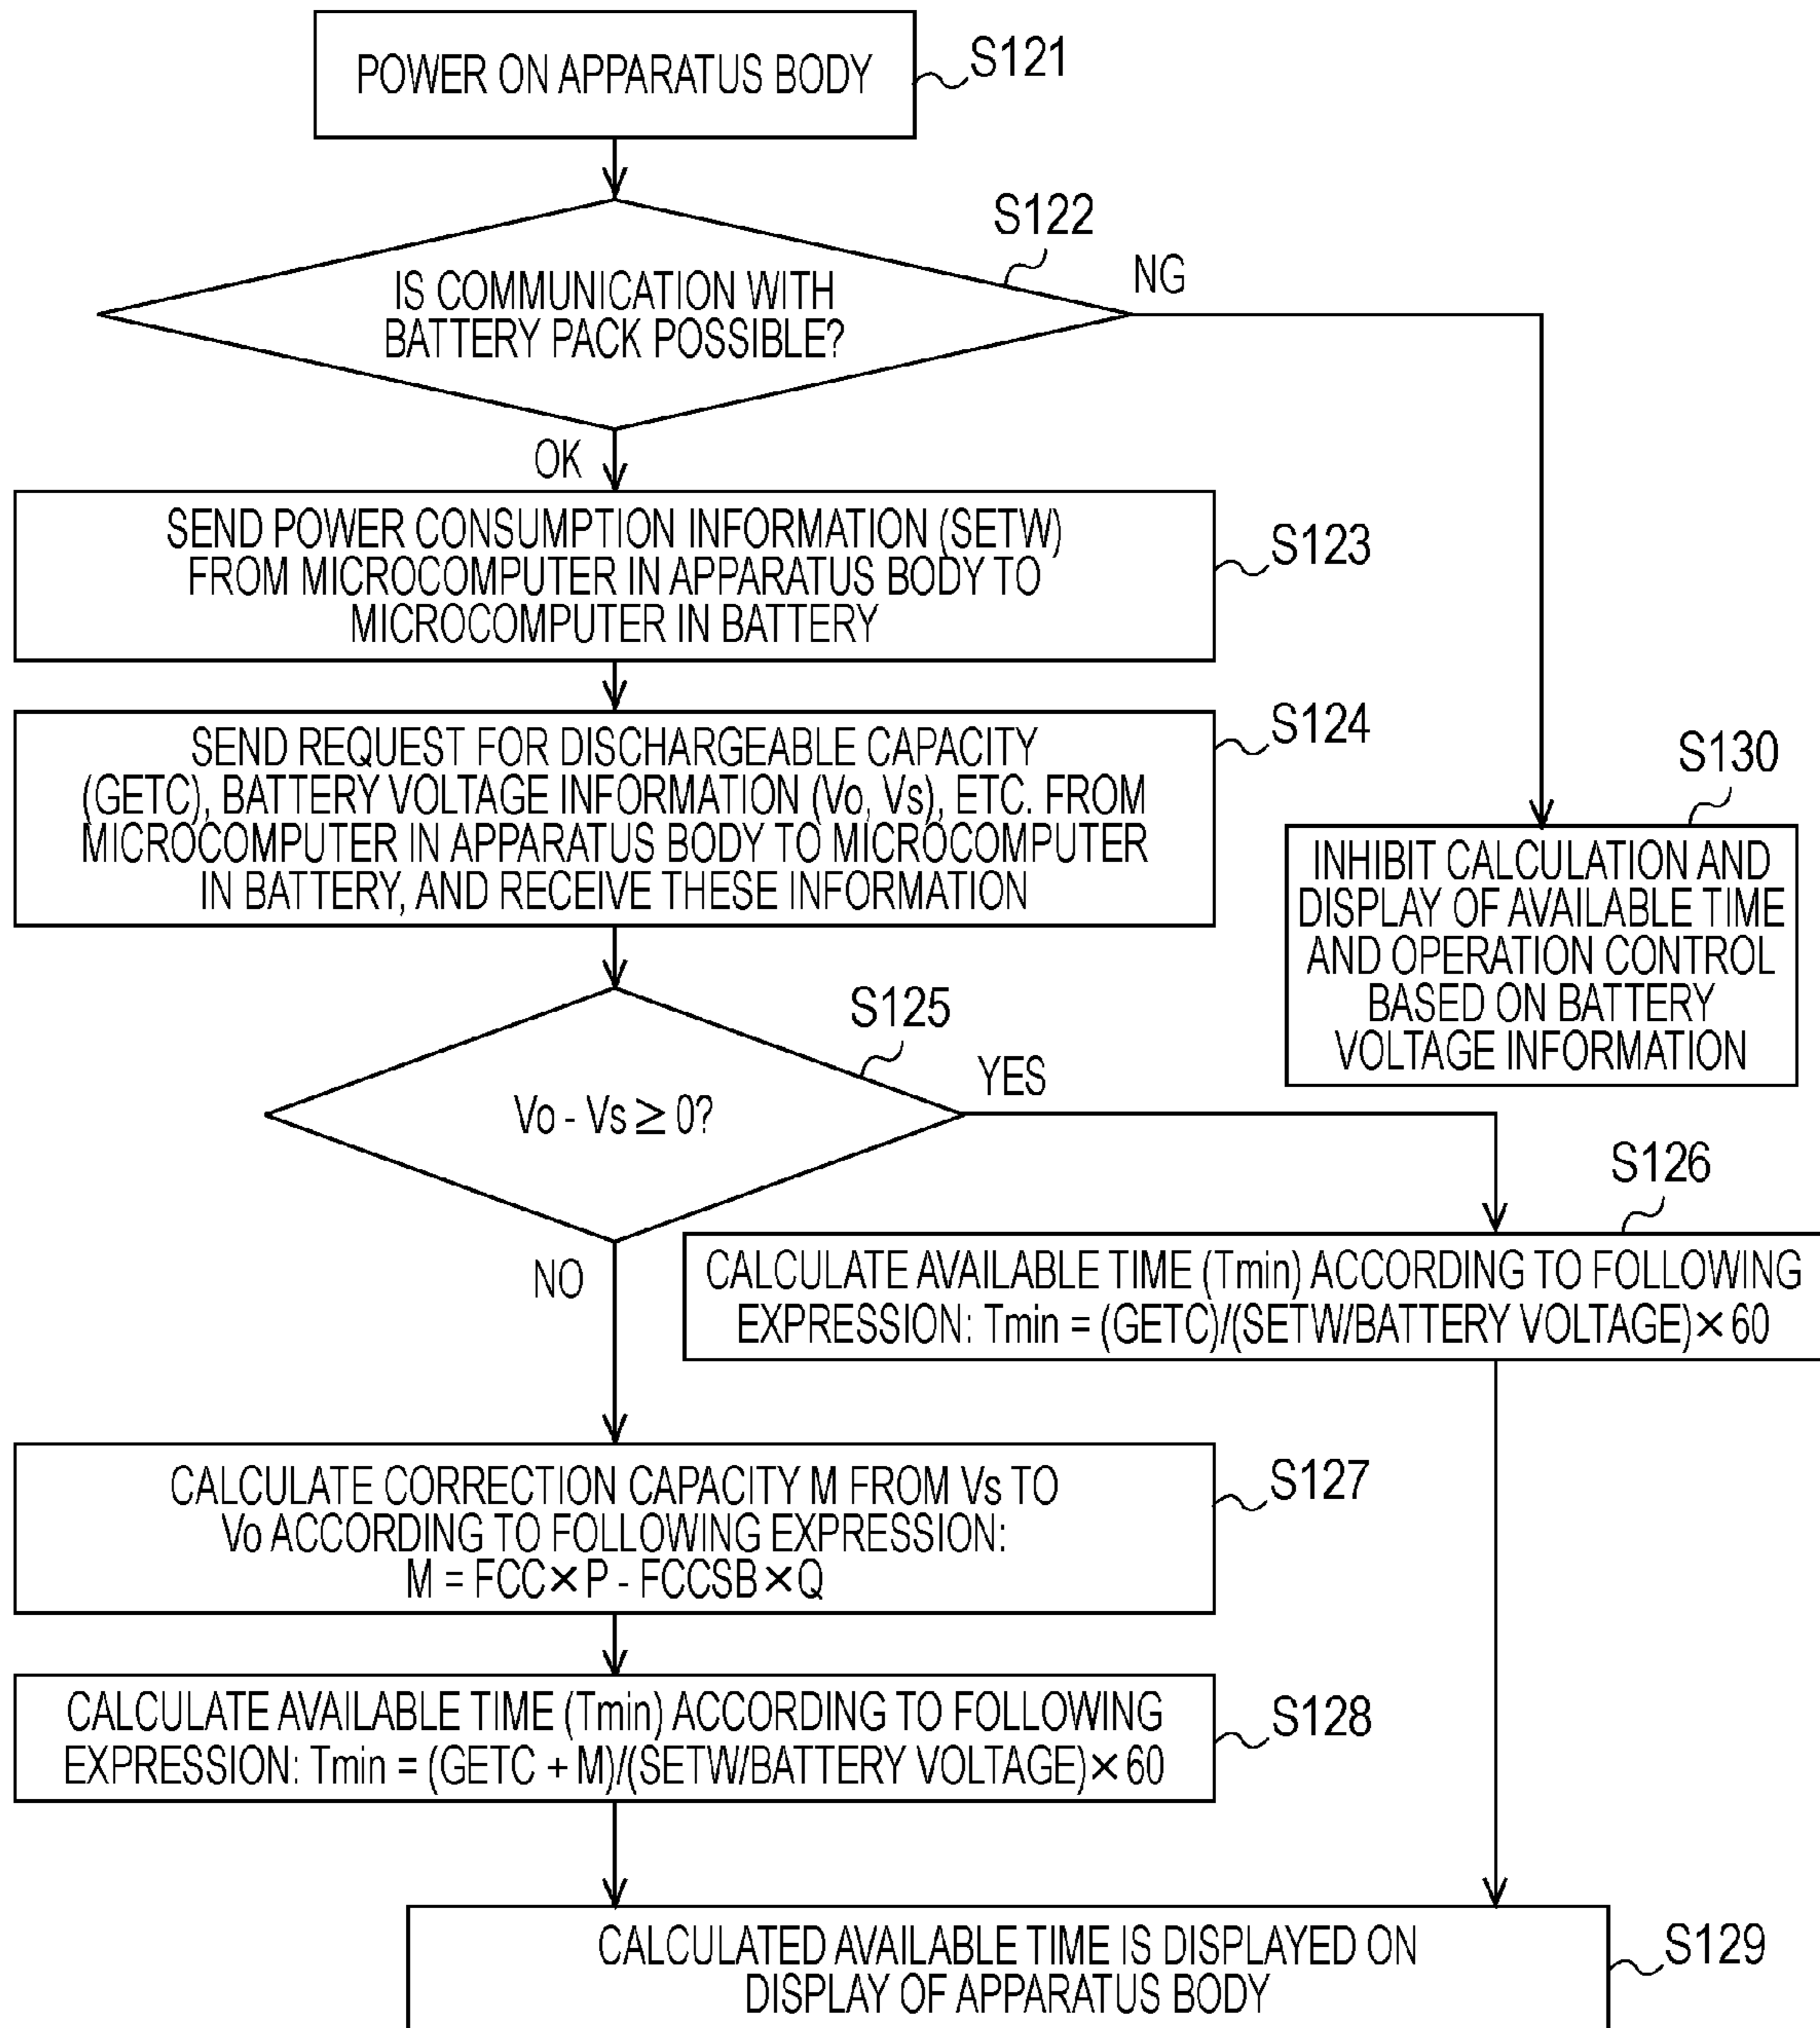 POWER ON APPARATUS BODY
S121
S122
IS COMMUNICATION WITH
BATTERY PACK POSSIBLE?
NG
OK
SEND POWER CONSUMPTION INFORMATION (SETW)
FROM MICROCOMPUTER IN APPARATUS BODY TO
MICROCOMPUTER IN BATTERY
S123
SEND REQUEST FOR DISCHARGEABLE CAPACITY
(GETC), BATTERY VOLTAGE INFORMATION (Vo, Vs), ETC. FROM
MICROCOMPUTER IN APPARATUS BODY TO MICROCOMPUTER
IN BATTERY, AND RECEIVE THESE INFORMATION
S124
S130
INHIBIT CALCULATION AND
DISPLAY OF AVAILABLE TIME
AND OPERATION CONTROL
BASED ON BATTERY
VOLTAGE INFORMATION
S125
Vo - Vs ≥ 0?
YES
NO
S126
CALCULATE AVAILABLE TIME (Tmin) ACCORDING TO FOLLOWING
EXPRESSION: Tmin = (GETC)/(SETW/BATTERY VOLTAGE)×60
CALCULATE CORRECTION CAPACITY M FROM Vs TO
Vo ACCORDING TO FOLLOWING EXPRESSION:
M = FCC×P - FCCSB×Q
S127
CALCULATE AVAILABLE TIME (Tmin) ACCORDING TO FOLLOWING
EXPRESSION: Tmin = (GETC + M)/(SETW/BATTERY VOLTAGE)×60
S128
CALCULATED AVAILABLE TIME IS DISPLAYED ON
DISPLAY OF APPARATUS BODY
S129